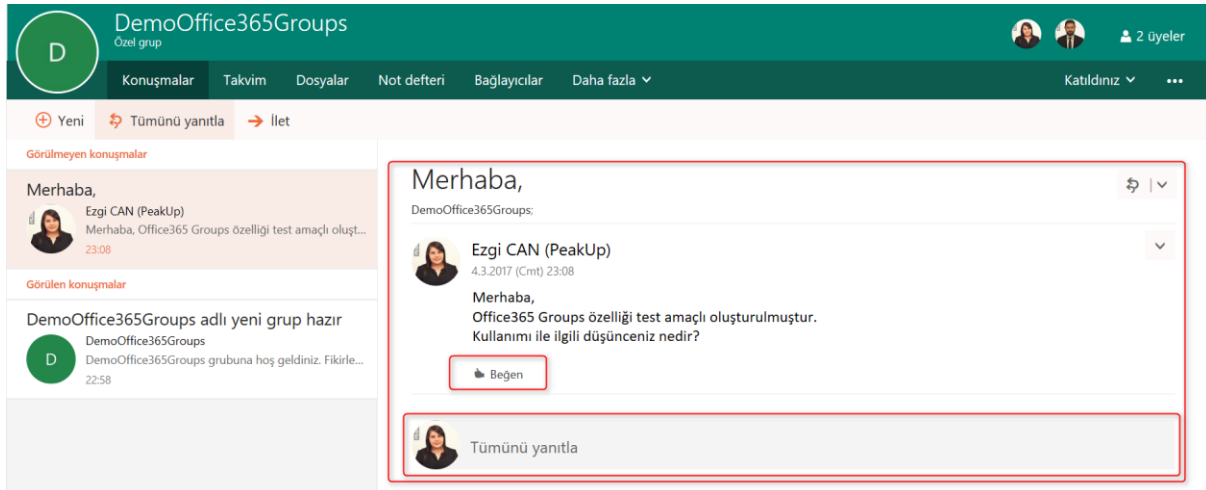 D
DemoOffice365Groups
Özel grup
2 üyeler
Konuşmalar Takvim Dosyalar Not defteri Bağlayıcılar Daha fazla Katıldınız
Yeni Tümünü yanıtla İlet
Görülmeyen konuşmalar
Merhaba,
Ezgi CAN (PeakUp)
Merhaba, Office365 Groups özelliği test amaçlı oluşt...
23:08
Görülen konuşmalar
DemoOffice365Groups adlı yeni grup hazır
D
DemoOffice365Groups
DemoOffice365Groups grubuna hoş geldiniz. Fikirle...
22:58
Merhaba,
DemoOffice365Groups;
Ezgi CAN (PeakUp)
4.3.2017 (Cmt) 23:08
Merhaba,
Office365 Groups özelliği test amaçlı oluşturulmuştur.
Kullanımı ile ilgili düşünceniz nedir?
Beğen
Tümünü yanıtla